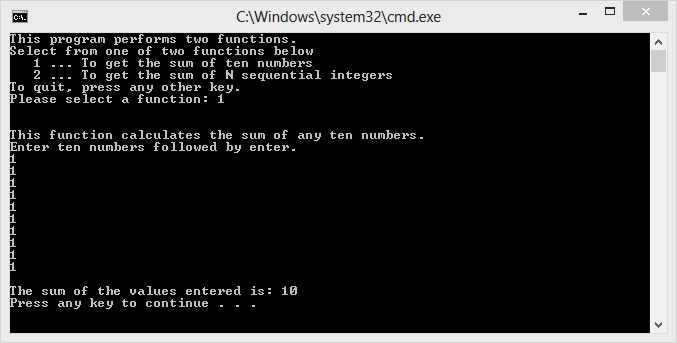 C:\Windows\system32\cmd.exe
This program performs two functions.
Select from one of two functions below
   1 ... To get the sum of ten numbers
   2 ... To get the sum of N sequential integers
To quit, press any other key.
Please select a function: 1
This function calculates the sum of any ten numbers.
Enter ten numbers followed by enter.
1
1
1
1
1
1
1
1
1
1
The sum of the values entered is: 10
Press any key to continue . . .